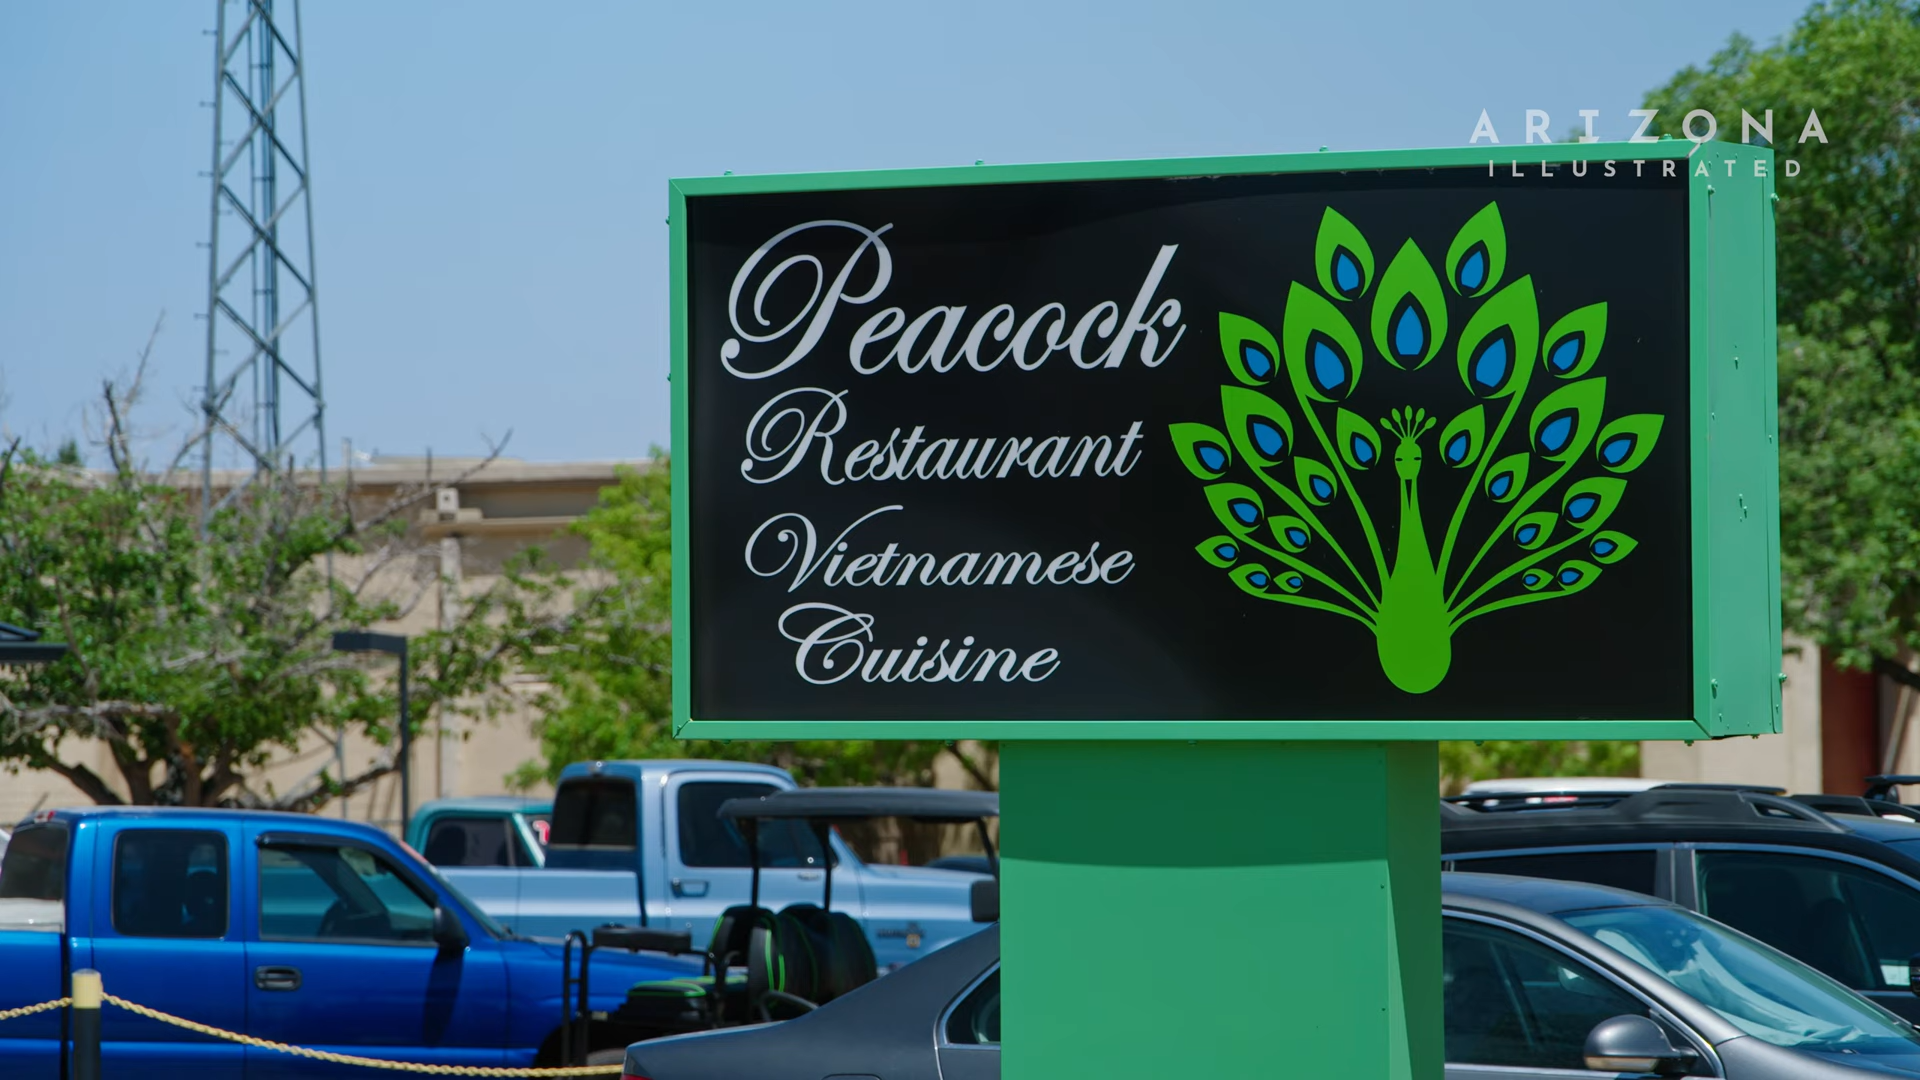 ARIZONA
ILLUSTRATED
Peacock
Restaurant
Vietnamese
Cuisine